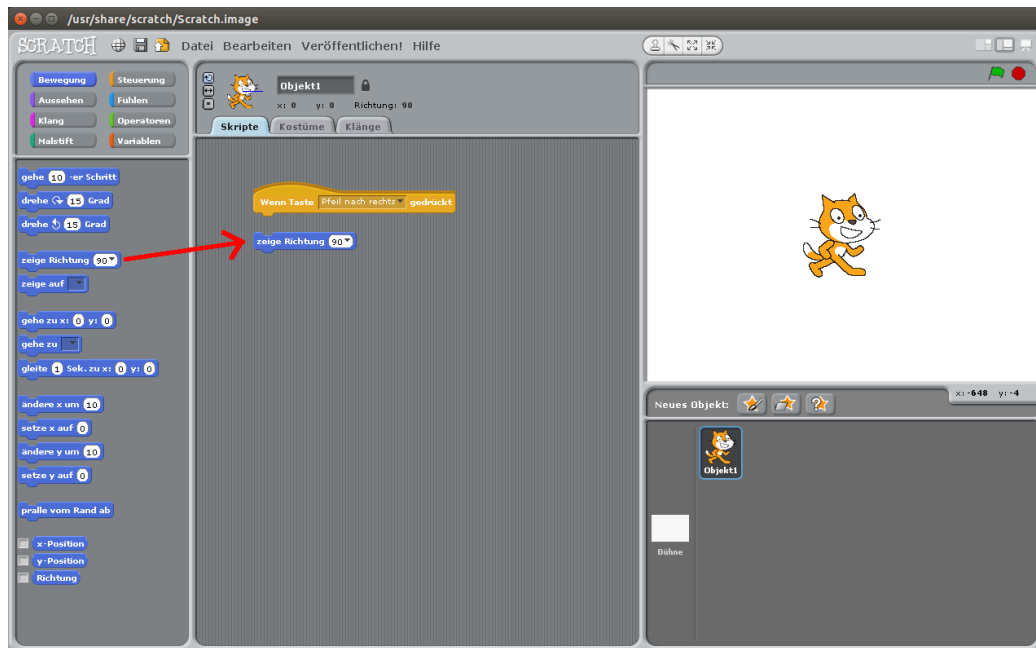 /usr/share/scratch/Scratch.image
SCRATCH Datei Bearbeiten Veröffentlichen! Hilfe
Bewegung Steuerung
Aussehen Fühlen
Klang Operatoren
Malstift Variablen
gehe 10 -er Schritt
drehe 15 Grad
drehe 15 Grad
zeige Richtung 90
zeige auf
gehe zu x: 0 y: 0
gehe zu
gleite 1 Sek. zu x: 0 y: 0
ändere x um 10
setze x auf 0
ändere y um 10
setze y auf 0
pralle vom Rand ab
x-Position
y-Position
Richtung
Objekt1
x: 0 y: 0 Richtung: 90
Skripte Kostüme Klänge
Wenn Taste Pfeil nach rechts gedrückt
zeige Richtung 90
x: -648 y: -4
Neues Objekt:
Objekt1
Bühne